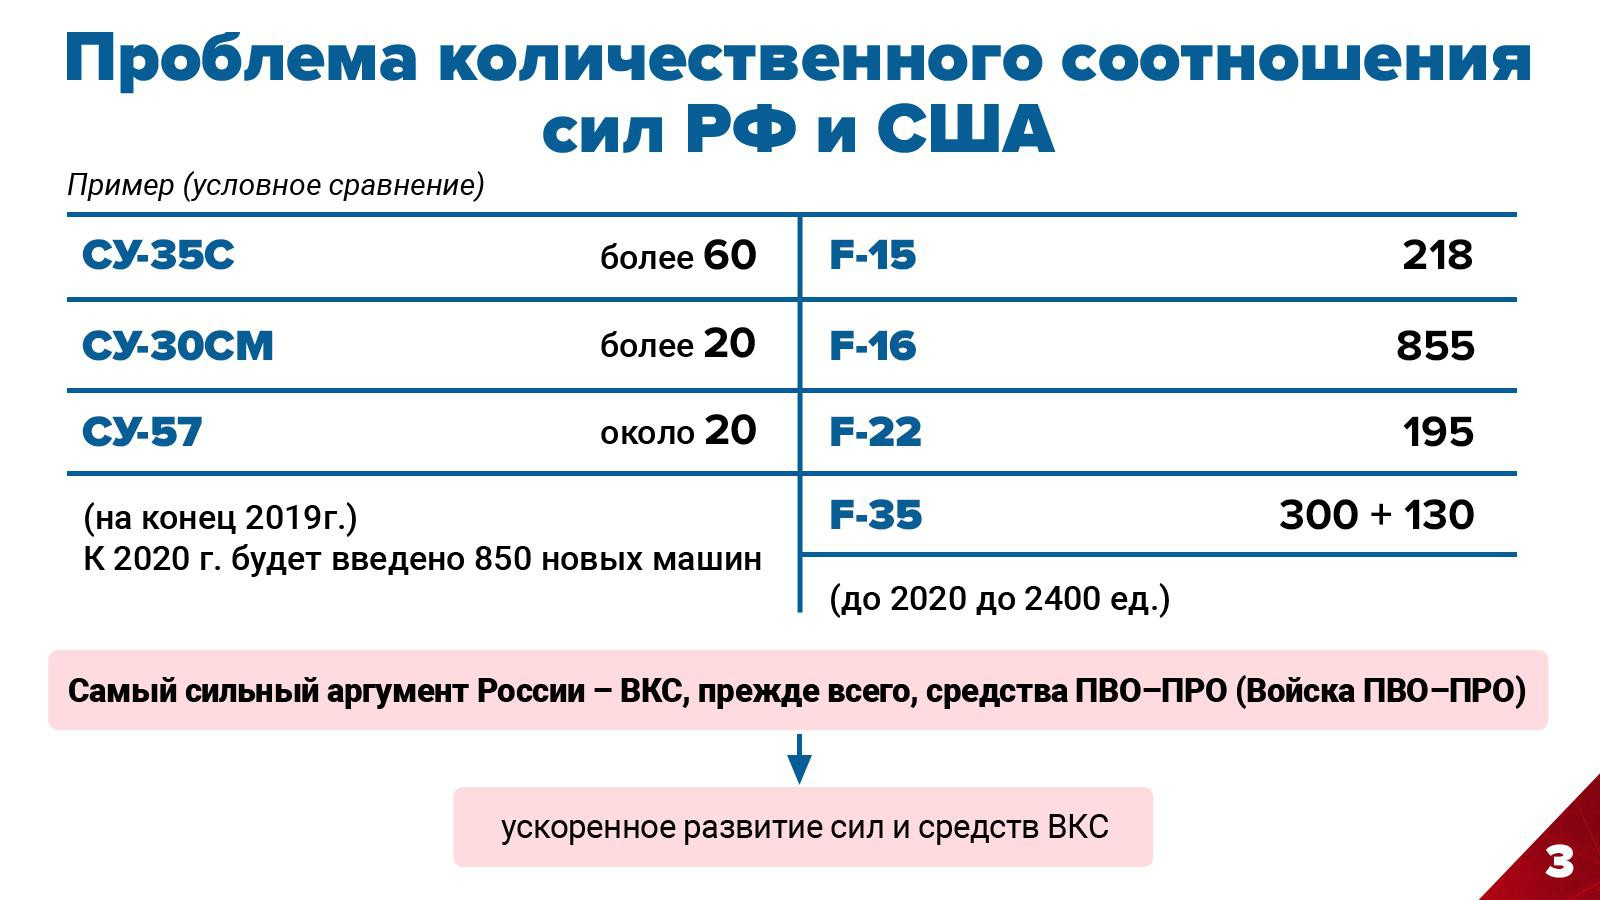 Проблема количественного соотношения
сил РФ и США
Пример (условное сравнение)
СУ-35С более 60
СУ-30СМ более 20
СУ-57 около 20
(на конец 2019г.)
К 2020 г. будет введено 850 новых машин
F-15 218
F-16 855
F-22 195
F-35 300 + 130
(до 2020 до 2400 ед.)
Самый сильный аргумент России – ВКС, прежде всего, средства ПВО–ПРО (Войска ПВО–ПРО)
ускоренное развитие сил и средств ВКС
3